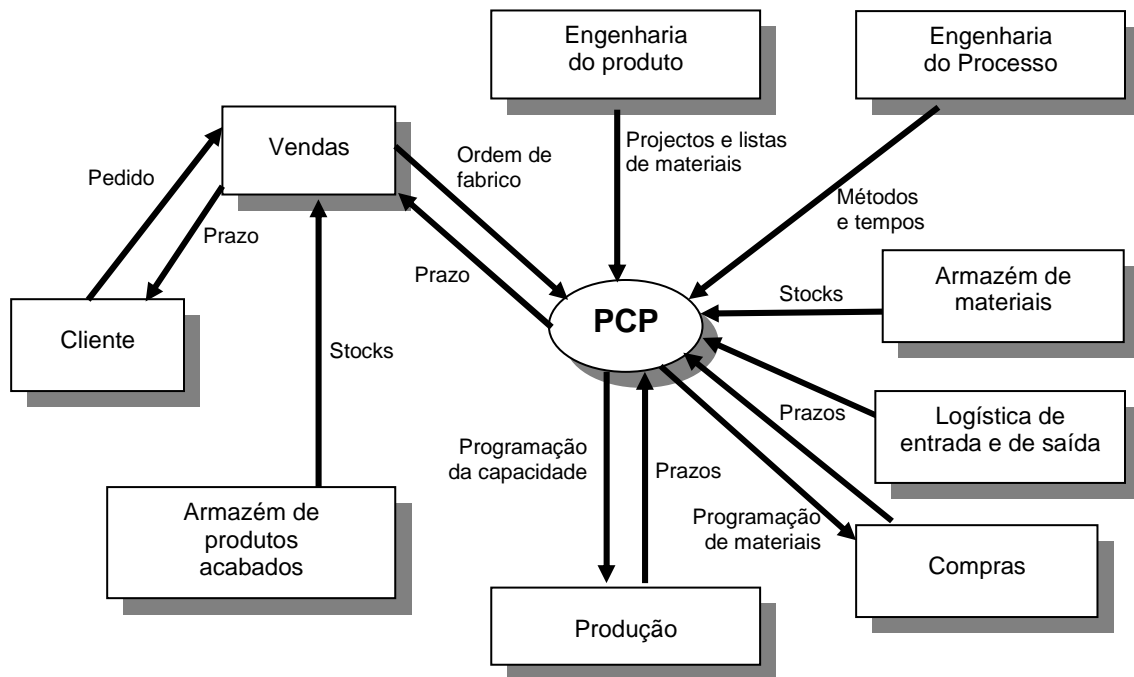 Engenharia
do produto
Engenharia
do Processo
Vendas
Pedido
Ordem de
fabrico
Projectos e listas
de materiais
Métodos
e tempos
Prazo
Prazo
Cliente
Stocks
PCP
Stocks
Armazém de
materiais
Logística de
entrada e de saída
Prazos
Programação
da capacidade
Prazos
Programação
de materiais
Armazém de
produtos
acabados
Produção
Compras